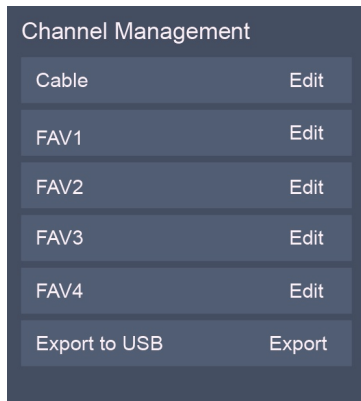 Channel Management
Cable Edit
FAV1 Edit
FAV2 Edit
FAV3 Edit
FAV4 Edit
Export to USB Export